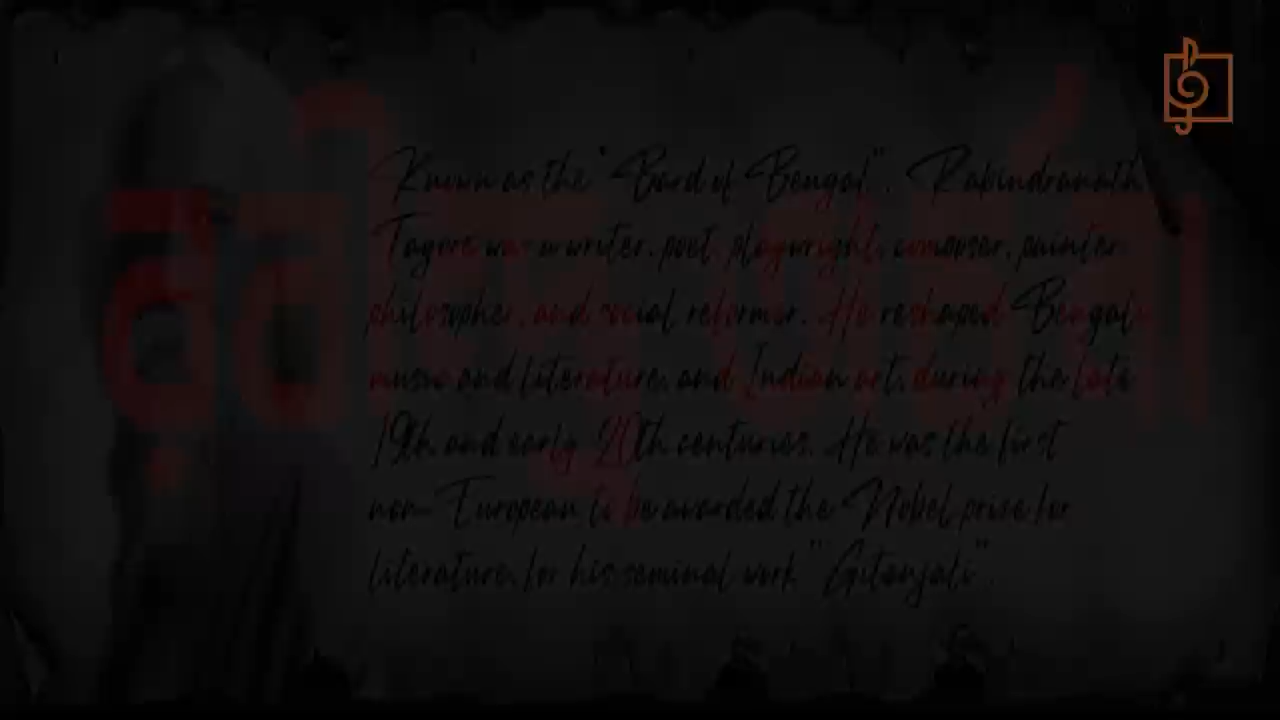 Known as the "Bard of Bengal", Rabindranath
Tagore was a writer, poet, playwright, composer, painter,
philosopher, and social reformer. He reshaped Bengali
music and literature, and Indian art, during the late
19th and early 20th centuries. He was the first
non-European to be awarded the Nobel prize for
literature, for his seminal work "Gitanjali".